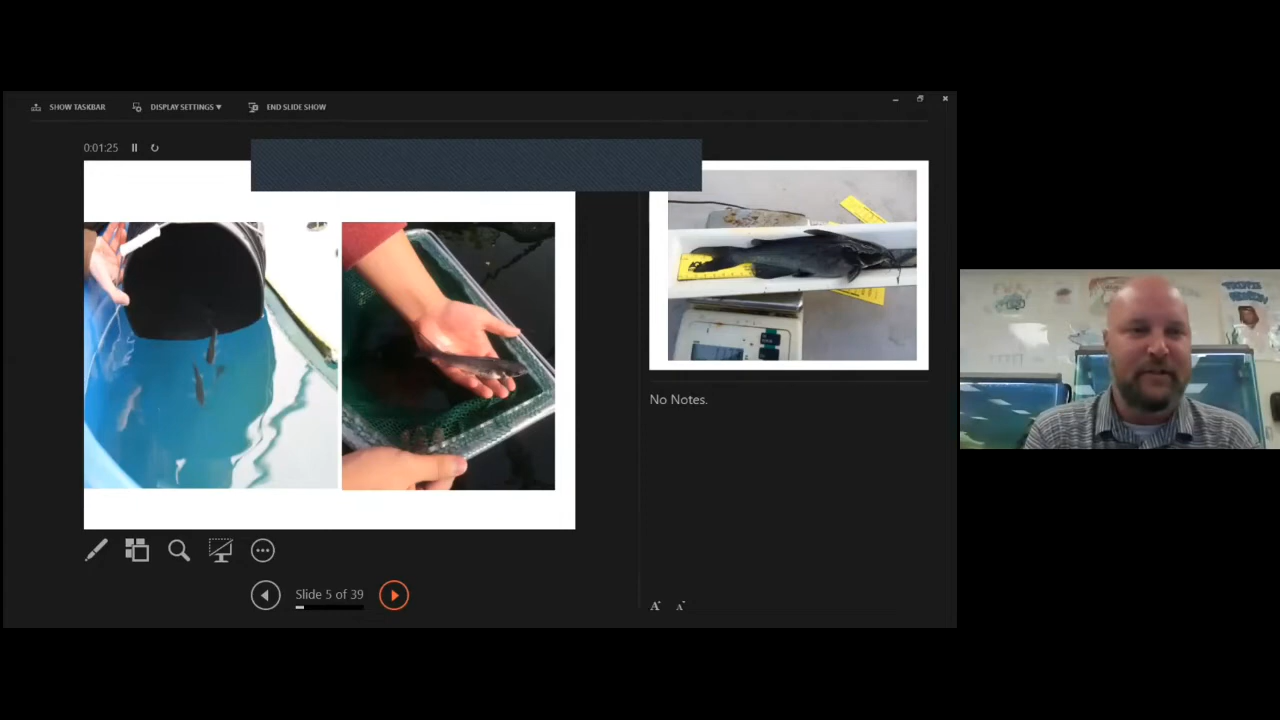 SHOW TASKBAR
DISPLAY SETTINGS ▼
END SLIDE SHOW
0:01:25
No Notes.
Slide 5 of 39
A
A